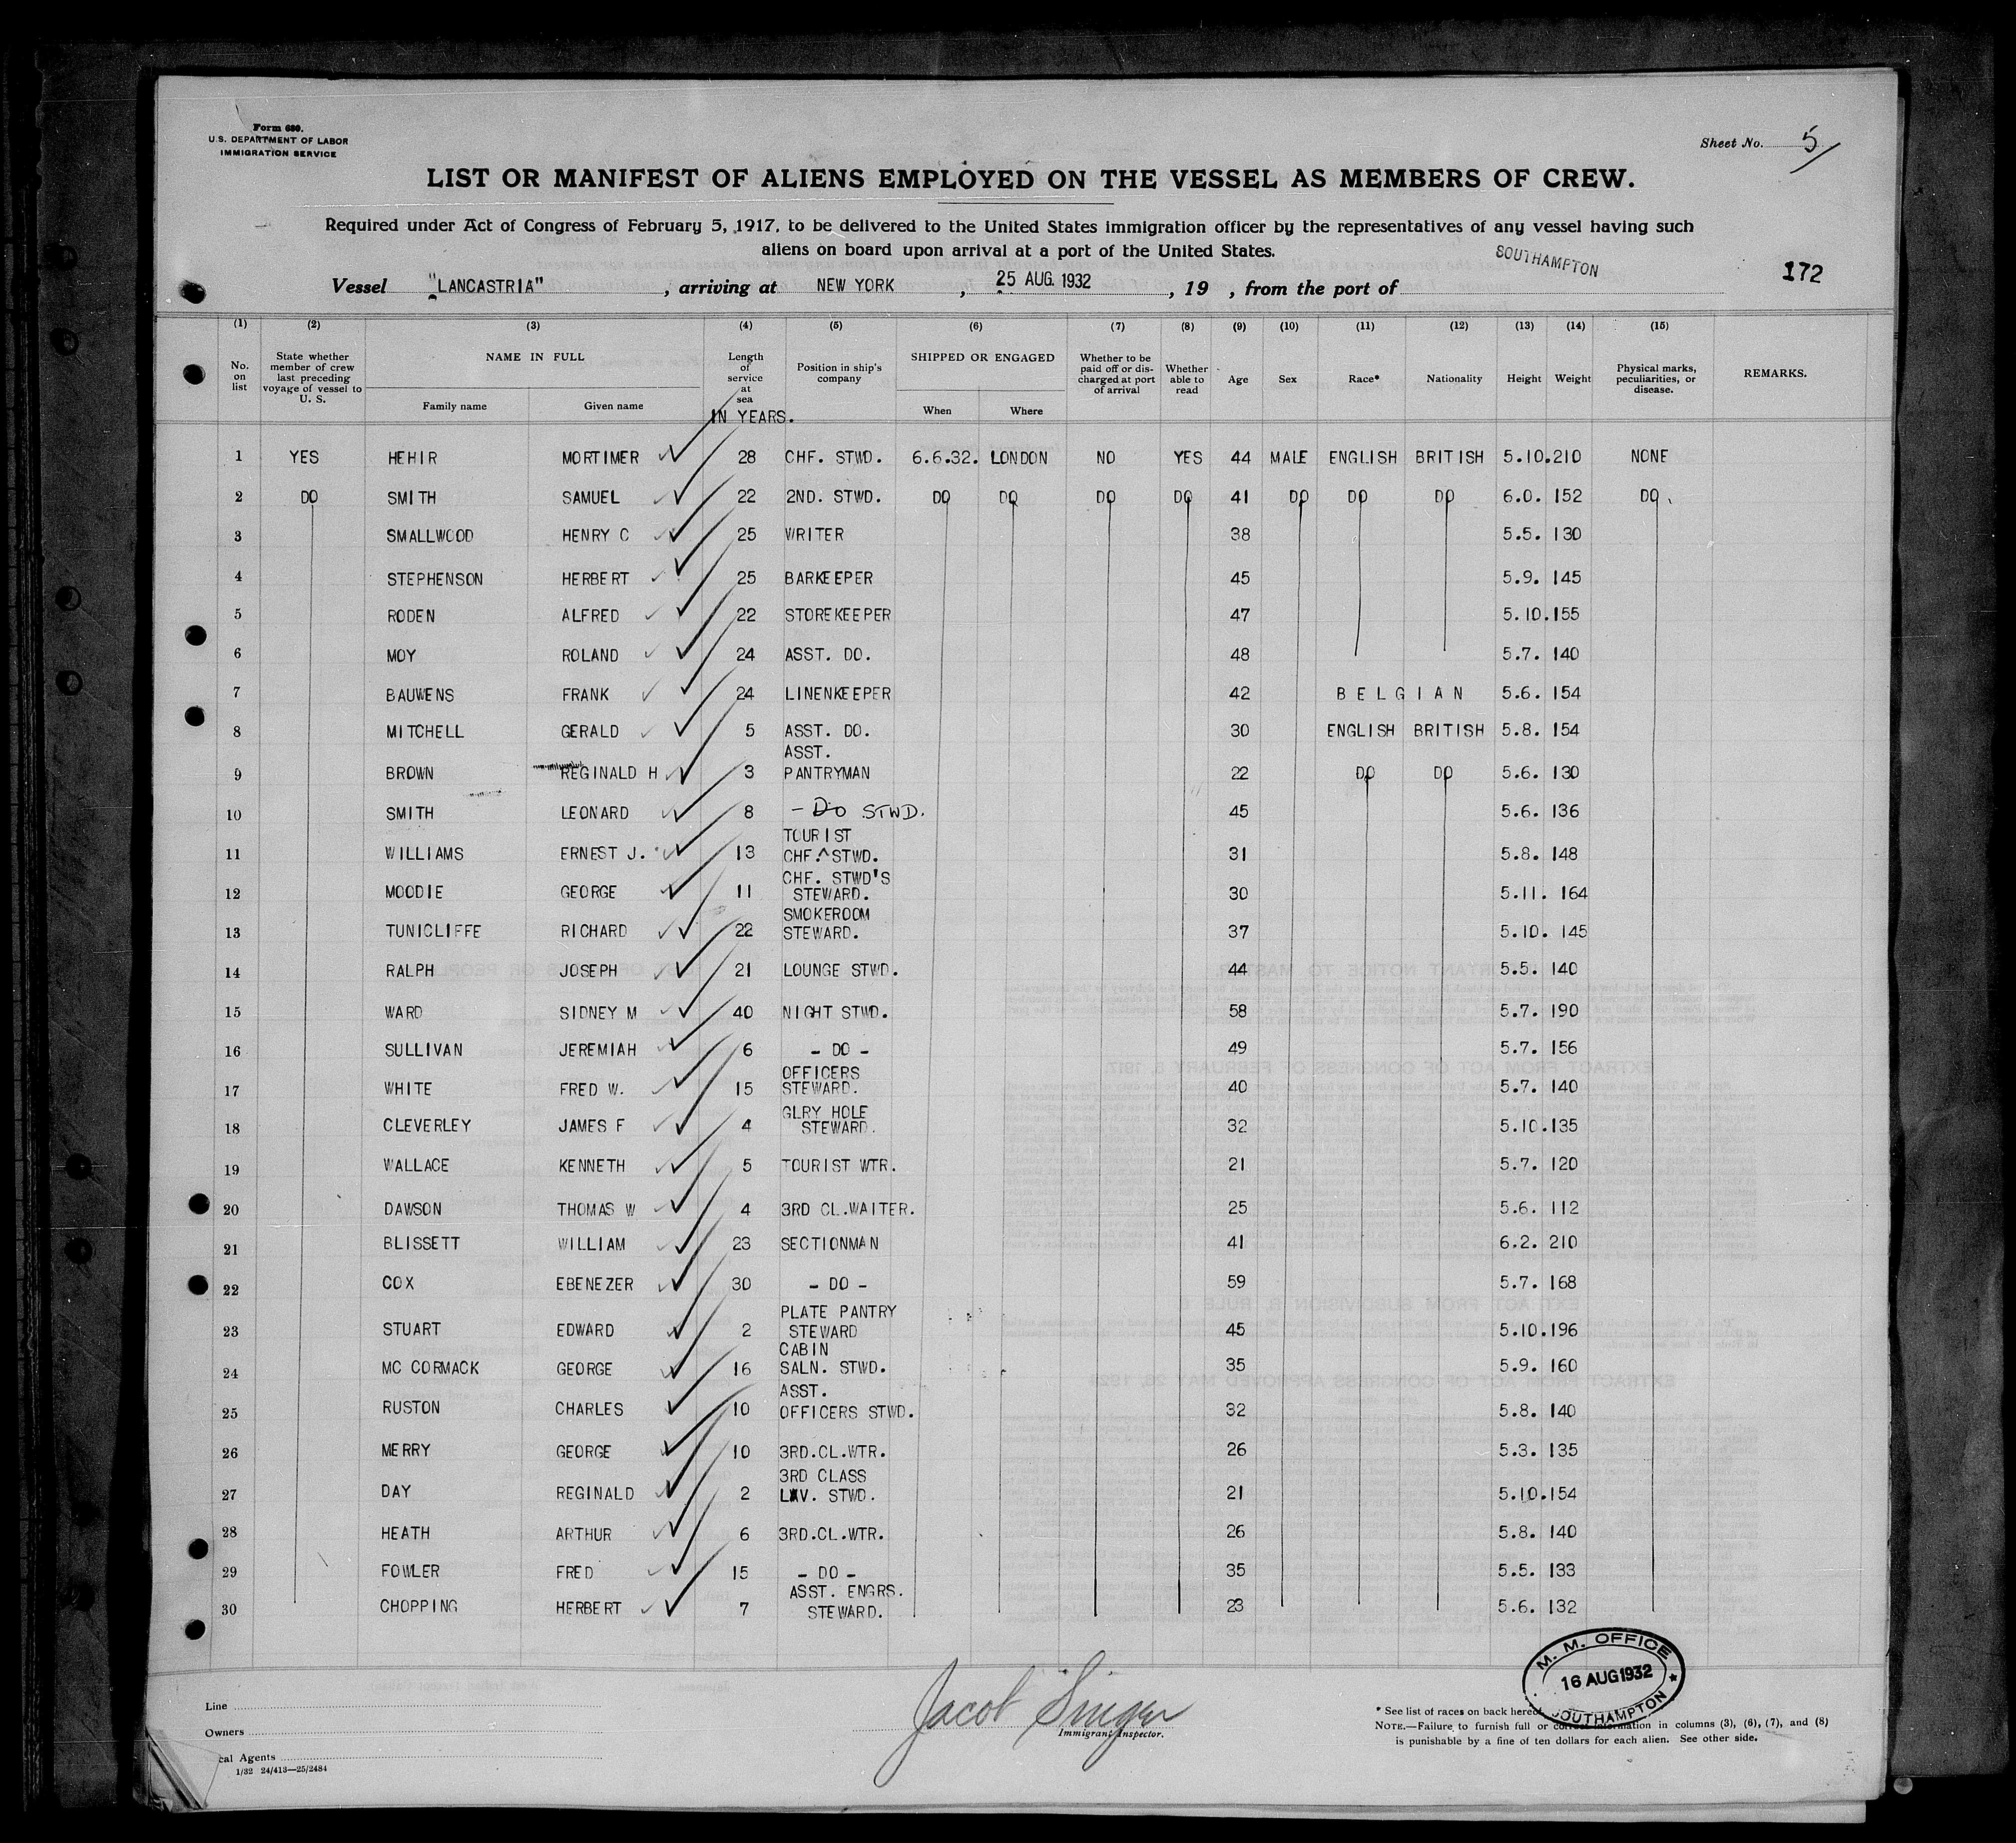 Form 680.
U.S. DEPARTMENT OF LABOR
IMMIGRATION SERVICE
Sheet No. 5
LIST OR MANIFEST OF ALIENS EMPLOYED ON THE VESSEL AS MEMBERS OF CREW.
Required under Act of Congress of February 5, 1917, to be delivered to the United States immigration officer by the representatives of any vessel having such
aliens on board upon arrival at a port of the United States.
Vessel "LANCASTRIA", arriving at NEW YORK, 25 AUG. 1932, 19 , from the port of SOUTHAMPTON
172
(1) (2) (3) (4) (5) (6) (7) (8) (9) (10) (11) (12) (13) (14) (15)
No. on list State whether member of crew last preceding voyage of vessel to U. S. NAME IN FULL Family name Given name Length of service at sea IN YEARS. Position in ship's company SHIPPED OR ENGAGED When Where Whether to be paid off or discharged at port of arrival Whether able to read Age Sex Race* Nationality Height Weight Physical marks, peculiarities, or disease. REMARKS.
1 YES HEHIR MORTIMER 28 CHF. STWD. 6.6.32. LONDON NO YES 44 MALE ENGLISH BRITISH 5.10. 210 NONE
2 DO SMITH SAMUEL 22 2ND. STWD. DO DO DO DO 41 DO DO DO 6.0. 152 DO.
3 SMALLWOOD HENRY C 25 WRITER 38 5.5. 130
4 STEPHENSON HERBERT 25 BARKEEPER 45 5.9. 145
5 RODEN ALFRED 22 STOREKEEPER 47 5.10. 155
6 MOY ROLAND 24 ASST. DO. 48 5.7. 140
7 BAUWENS FRANK 24 LINENKEEPER 42 BELGIAN 5.6. 154
8 MITCHELL GERALD 5 ASST. DO. 30 ENGLISH BRITISH 5.8. 154
9 BROWN REGINALD H 3 ASST. PANTRYMAN 22 DO DO 5.6. 130
10 SMITH LEONARD 8 - DO STWD. 45 5.6. 136
11 WILLIAMS ERNEST J. 13 CHF. ^ TOURIST STWD. 31 5.8. 148
12 MOODIE GEORGE 11 CHF. STWD'S STEWARD. 30 5.11. 164
13 TUNICLIFFE RICHARD 22 SMOKEROOM STEWARD. 37 5.10. 145
14 RALPH JOSEPH 21 LOUNGE STWD. 44 5.5. 140
15 WARD SIDNEY M 40 NIGHT STWD. 58 5.7. 190
16 SULLIVAN JEREMIAH 6 - DO - 49 5.7. 156
17 WHITE FRED W. 15 OFFICERS STEWARD. 40 5.7. 140
18 CLEVERLEY JAMES F 4 GLRY HOLE STEWARD. 32 5.10. 135
19 WALLACE KENNETH 5 TOURIST WTR. 21 5.7. 120
20 DAWSON THOMAS W 4 3RD CL.WAITER. 25 5.6. 112
21 BLISSETT WILLIAM 23 SECTIONMAN 41 6.2. 210
22 COX EBENEZER 30 - DO - 59 5.7. 168
23 STUART EDWARD 2 PLATE PANTRY STEWARD 45 5.10. 196
24 MC CORMACK GEORGE 16 CABIN SALN. STWD. 35 5.9. 160
25 RUSTON CHARLES 10 ASST. OFFICERS STWD. 32 5.8. 140
26 MERRY GEORGE 10 3RD.CL.WTR. 26 5.3. 135
27 DAY REGINALD 2 3RD CLASS LAV. STWD. 21 5.10. 154
28 HEATH ARTHUR 6 3RD.CL.WTR. 26 5.8. 140
29 FOWLER FRED 15 - DO - 35 5.5. 133
30 CHOPPING HERBERT 7 ASST. ENGRS. STEWARD. 23 5.6. 132
M. M. OFFICE
16 AUG 1932
SOUTHAMPTON
Jacob Singer
Immigrant Inspector.
Line
Owners
cal Agents
1/32 24/413—25/2484
* See list of races on back hereof.
NOTE.—Failure to furnish full or correct information in columns (3), (6), (7), and (8)
is punishable by a fine of ten dollars for each alien. See other side.